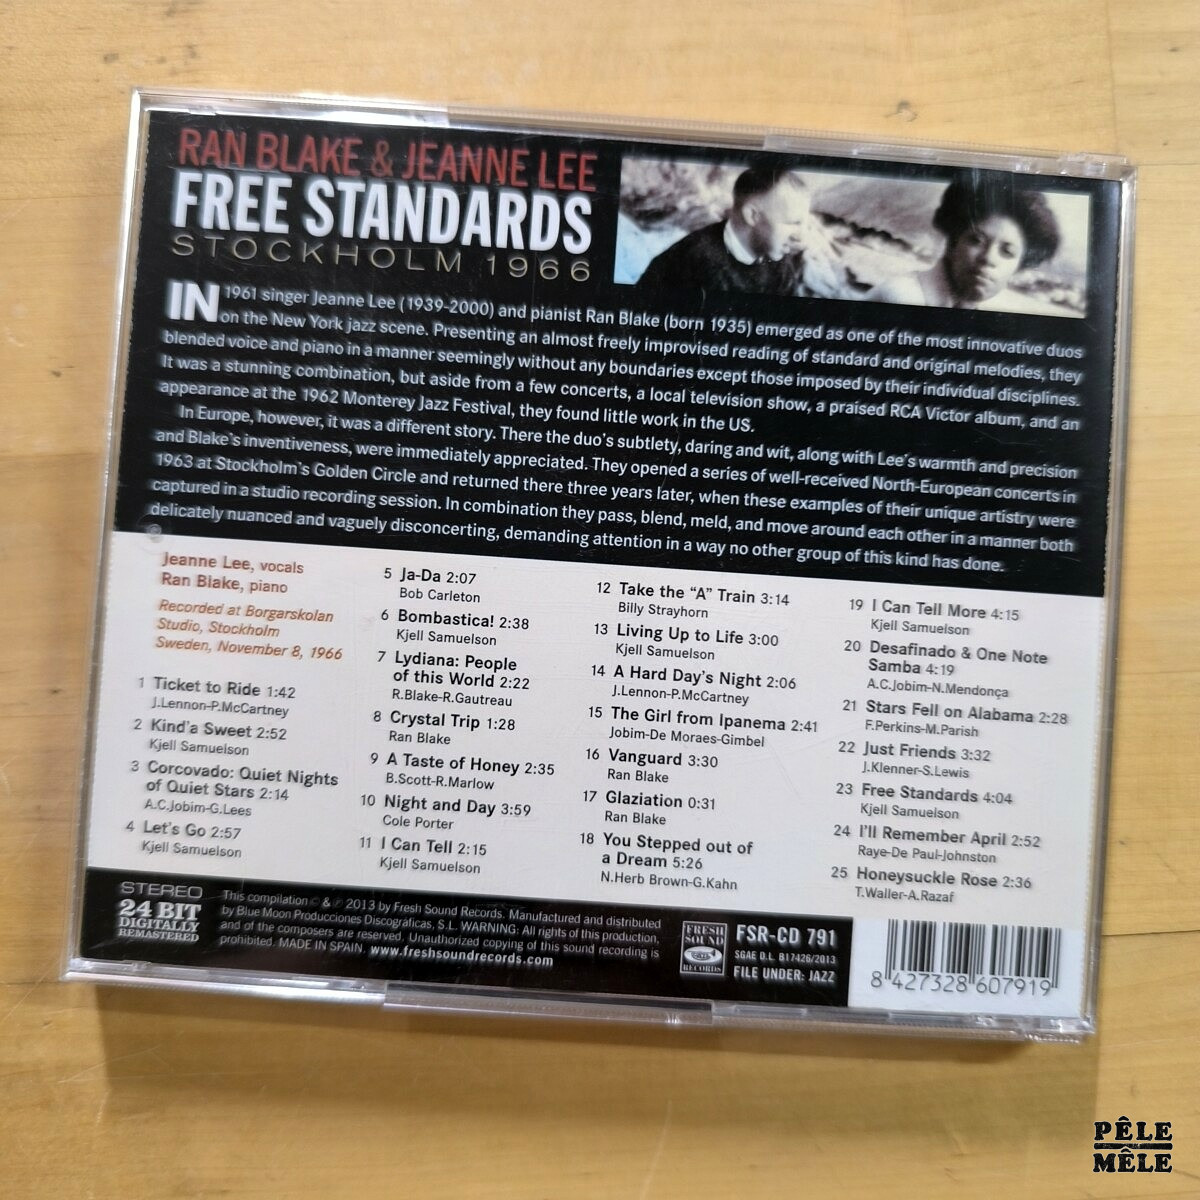 RAN BLAKE & JEANNE LEE
FREE STANDARDS
STOCKHOLM 1966
IN 1961 singer Jeanne Lee (1939-2000) and pianist Ran Blake (born 1935) emerged as one of the most innovative duos
on the New York jazz scene. Presenting an almost freely improvised reading of standard and original melodies, they
blended voice and piano in a manner seemingly without any boundaries except those imposed by their individual disciplines.
It was a stunning combination, but aside from a few concerts, a local television show, a praised RCA Victor album, and an
appearance at the 1962 Monterey Jazz Festival, they found little work in the US.
In Europe, however, it was a different story. There the duo's subtlety, daring and wit, along with Lee's warmth and precision
and Blake's inventiveness, were immediately appreciated. They opened a series of well-received North-European concerts in
1963 at Stockholm's Golden Circle and returned there three years later, when these examples of their unique artistry were
captured in a studio recording session. In combination they pass, blend, meld, and move around each other in a manner both
delicately nuanced and vaguely disconcerting, demanding attention in a way no other group of this kind has done.
Jeanne Lee, vocals
Ran Blake, piano
Recorded at Borgarskolan
Studio, Stockholm
Sweden, November 8, 1966
1 Ticket to Ride 1:42
J.Lennon-P.McCartney
2 Kind'a Sweet 2:52
Kjell Samuelson
3 Corcovado: Quiet Nights
of Quiet Stars 2:14
A.C.Jobim-G.Lees
4 Let's Go 2:57
Kjell Samuelson
5 Ja-Da 2:07
Bob Carleton
6 Bombastica! 2:38
Kjell Samuelson
7 Lydiana: People
of this World 2:22
R.Blake-R.Gautreau
8 Crystal Trip 1:28
Ran Blake
9 A Taste of Honey 2:35
B.Scott-R.Marlow
10 Night and Day 3:59
Cole Porter
11 I Can Tell 2:15
Kjell Samuelson
12 Take the "A" Train 3:14
Billy Strayhorn
13 Living Up to Life 3:00
Kjell Samuelson
14 A Hard Day's Night 2:06
J.Lennon-P.McCartney
15 The Girl from Ipanema 2:41
Jobim-De Moraes-Gimbel
16 Vanguard 3:30
Ran Blake
17 Glaziation 0:31
Ran Blake
18 You Stepped out of
a Dream 5:26
N.Herb Brown-G.Kahn
19 I Can Tell More 4:15
Kjell Samuelson
20 Desafinado & One Note
Samba 4:19
A.C.Jobim-N.Mendonça
21 Stars Fell on Alabama 2:28
F.Perkins-M.Parish
22 Just Friends 3:32
J.Klenner-S.Lewis
23 Free Standards 4:04
Kjell Samuelson
24 I'll Remember April 2:52
Raye-De Paul-Johnston
25 Honeysuckle Rose 2:36
T.Waller-A.Razaf
STEREO
24 BIT
DIGITALLY
REMASTERED
This compilation © & ℗ 2013 by Fresh Sound Records. Manufactured and distributed
by Blue Moon Producciones Discográficas, S.L. WARNING: All rights of this production,
and of the composers are reserved. Unauthorized copying of this sound recording is
prohibited. MADE IN SPAIN. www.freshsoundrecords.com
FRESH
SOUND
RECORDS
FSR-CD 791
SGAE D.L. B17426/2013
FILE UNDER: JAZZ
8 427328 607919
PÊLE
MÊLE